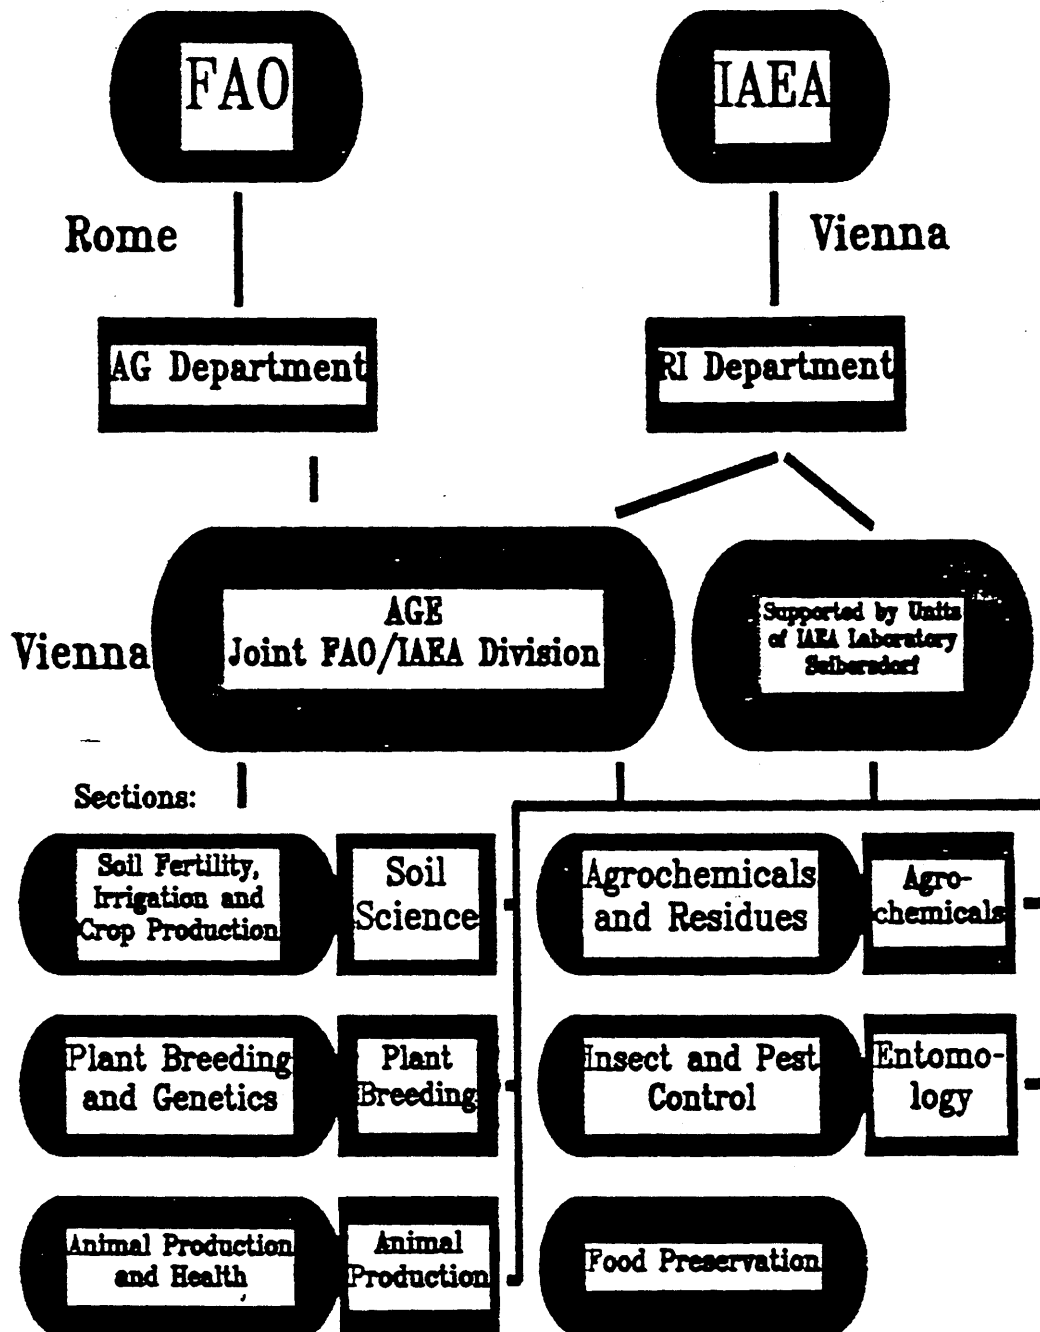 FAO
IAEA
Rome
Vienna
AG Department
RI Department
AGE
Joint FAO/IAEA Division
Vienna
Supported by Units
of IAEA Laboratory
Seibersdorf
Sections:
Soil Fertility,
Irrigation and
Crop Production
Soil
Science
Agrochemicals
and Residues
Agro-
chemicals
Plant Breeding
and Genetics
Plant
Breeding
Insect and Pest
Control
Entomo-
logy
Animal Production
and Health
Animal
Production
Food Preservation